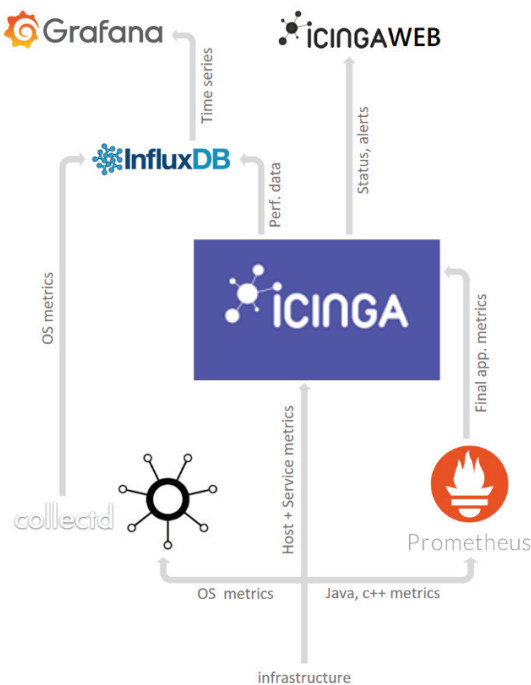 Grafana
iCINGAWEB
Time series
Status, alerts
InfluxDB
Perf. data
OS metrics
iCINGA
Final app. metrics
Host + Service metrics
collectd
Prometheus
OS metrics
Java, c++ metrics
infrastructure